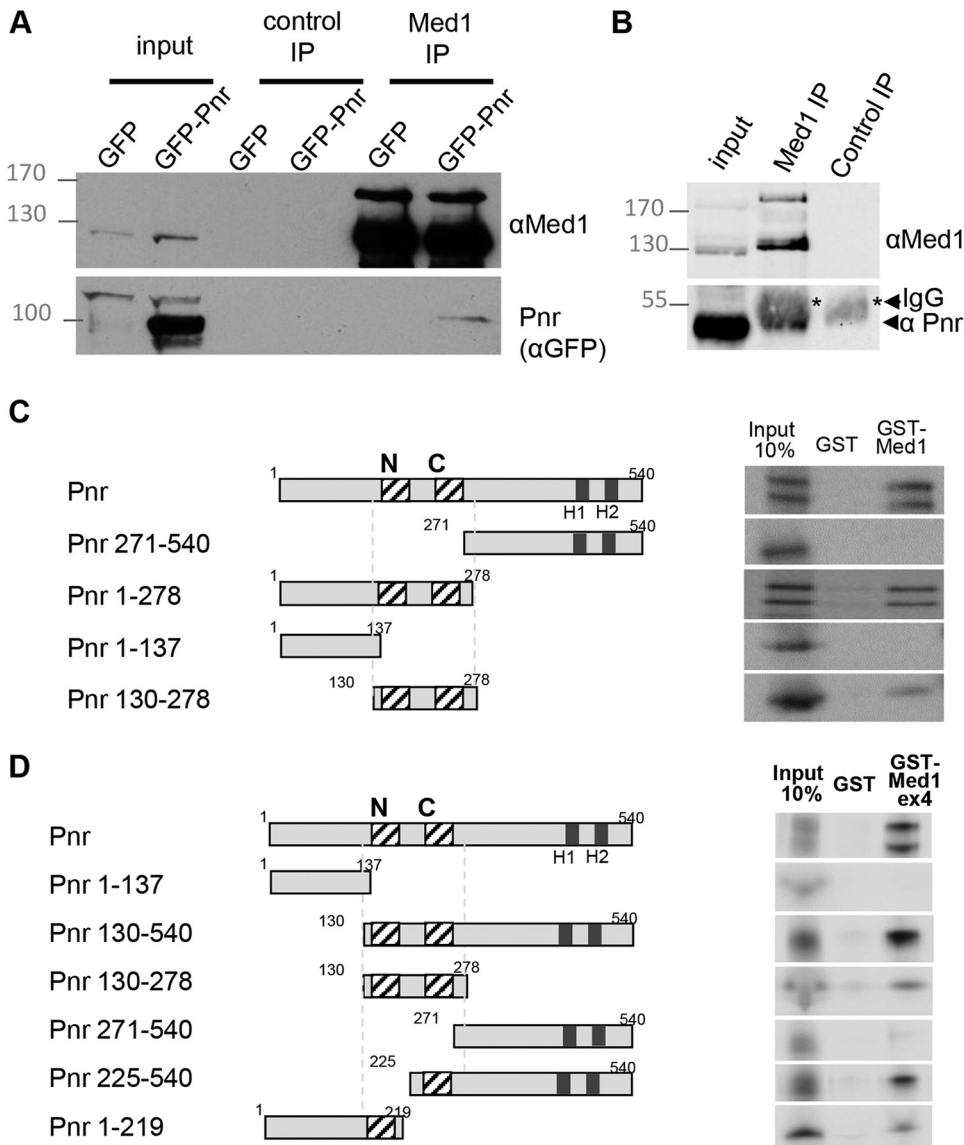 A
input
control IP
Med1 IP
GFP
GFP-Pnr
GFP
GFP-Pnr
GFP
GFP-Pnr
170
130
αMed1
100
Pnr
(αGFP)
B
input
Med1 IP
Control IP
170
130
αMed1
55
* * IgG
α Pnr
C
Input 10%
GST
GST-Med1
N C
1 540
Pnr
H1 H2
271 540
Pnr 271-540
1 278
Pnr 1-278
1 137
Pnr 1-137
130 278
Pnr 130-278
D
Input 10%
GST
GST-Med1 ex4
N C
1 540
Pnr
H1 H2
1 137
Pnr 1-137
130 540
Pnr 130-540
130 278
Pnr 130-278
271 540
Pnr 271-540
225 540
Pnr 225-540
1 219
Pnr 1-219